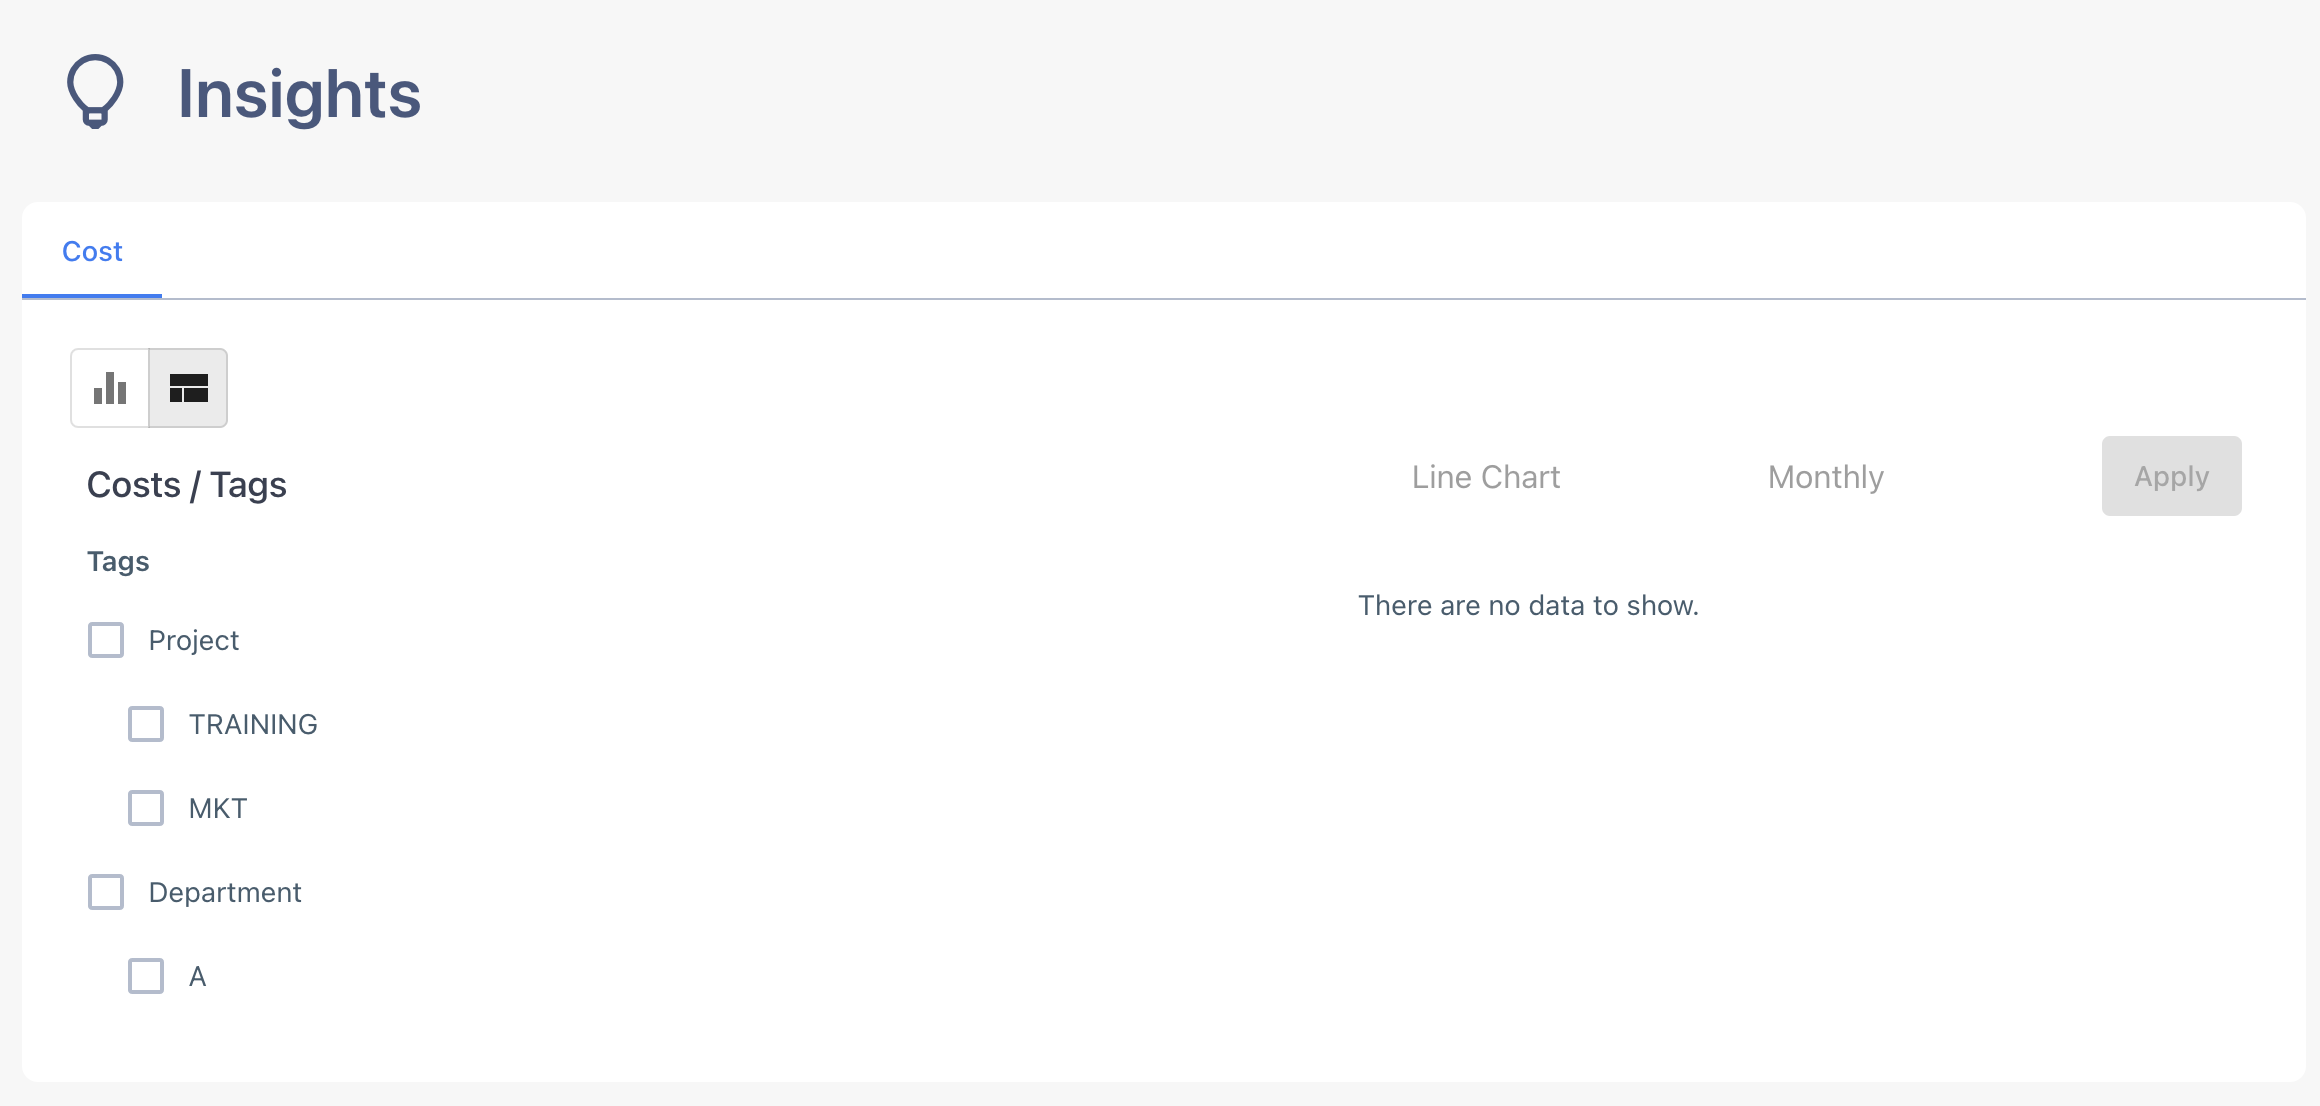 Insights
Cost
Costs / Tags
Line Chart
Monthly
Apply
Tags
There are no data to show.
Project
TRAINING
MKT
Department
A